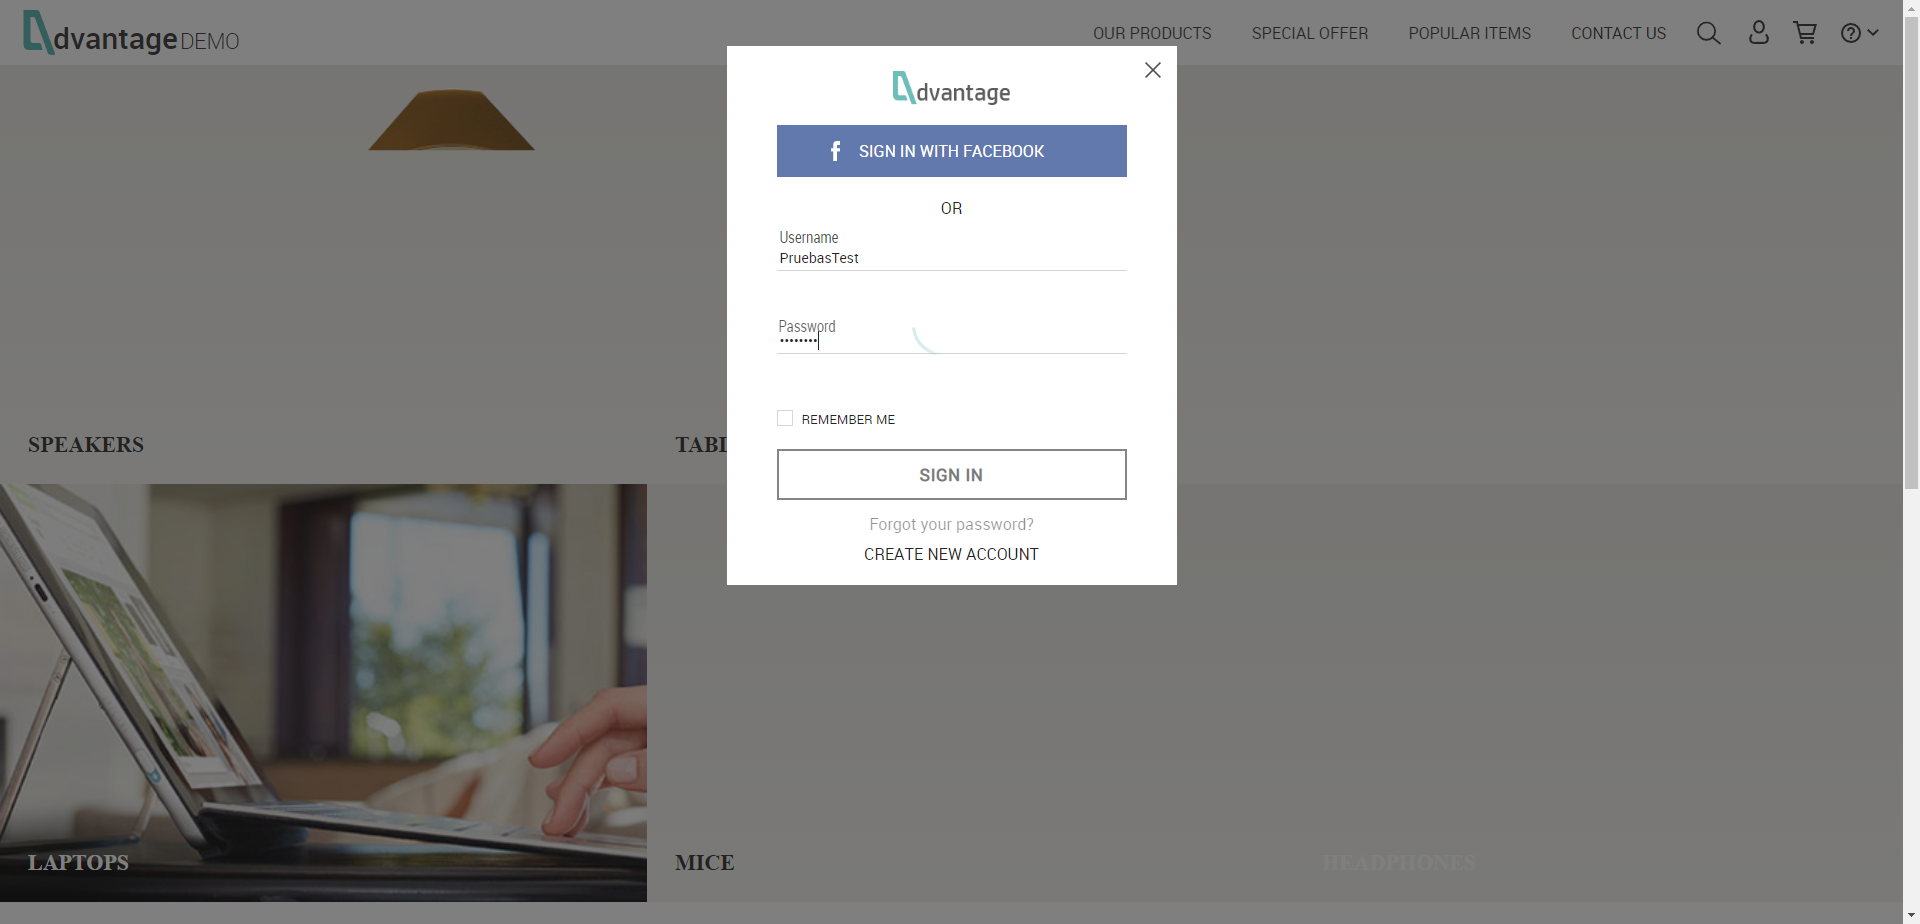 dvantage DEMO
OUR PRODUCTS
SPECIAL OFFER
POPULAR ITEMS
CONTACT US
dvantage
SIGN IN WITH FACEBOOK
OR
Username
PruebasTest
Password
••••••••
REMEMBER ME
SIGN IN
Forgot your password?
CREATE NEW ACCOUNT
SPEAKERS
TABL
LAPTOPS
MICE
HEADPHONES